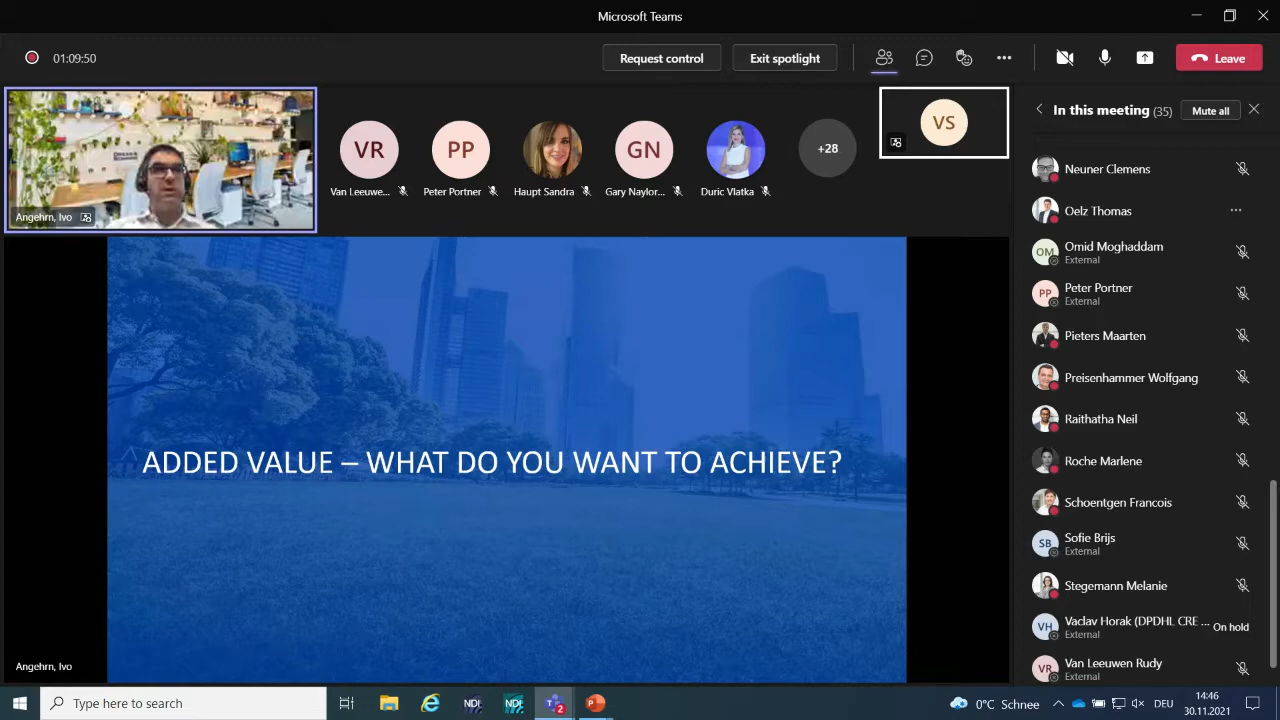 Microsoft Teams
01:09:50
Request control
Exit spotlight
Leave
In this meeting (35)
Mute all
Angehrn, Ivo
VR
Van Leeuwe...
PP
Peter Portner
Haupt Sandra
GN
Gary Naylor...
Duric Vlatka
+28
VS
Neuner Clemens
Oelz Thomas
OM
Omid Moghaddam
External
PP
Peter Portner
External
Pieters Maarten
Preisenhammer Wolfgang
Raithatha Neil
Roche Marlene
Schoentgen Francois
SB
Sofie Brijs
External
Stegemann Melanie
VH
Vaclav Horak (DPDHL CRE ...
External
On hold
VR
Van Leeuwen Rudy
External
ADDED VALUE – WHAT DO YOU WANT TO ACHIEVE?
Angehrn, Ivo
Type here to search
NDF
NDF
2
0°C Schnee
DEU
14:46
30.11.2021